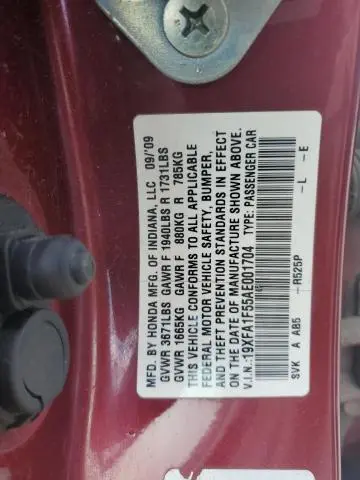 MFD. BY HONDA MFG. OF INDIANA, LLC 09/'09
GVWR 3671LBS GAWR F 1940LBS R 1731LBS
GVWR 1665KG GAWR F 880KG R 785KG
THIS VEHICLE CONFORMS TO ALL APPLICABLE
FEDERAL MOTOR VEHICLE SAFETY, BUMPER,
AND THEFT PREVENTION STANDARDS IN EFFECT
ON THE DATE OF MANUFACTURE SHOWN ABOVE.
V.I.N.:19XFA1F55AE001704 TYPE: PASSENGER CAR
SVK A AB5 -R525P -L -E